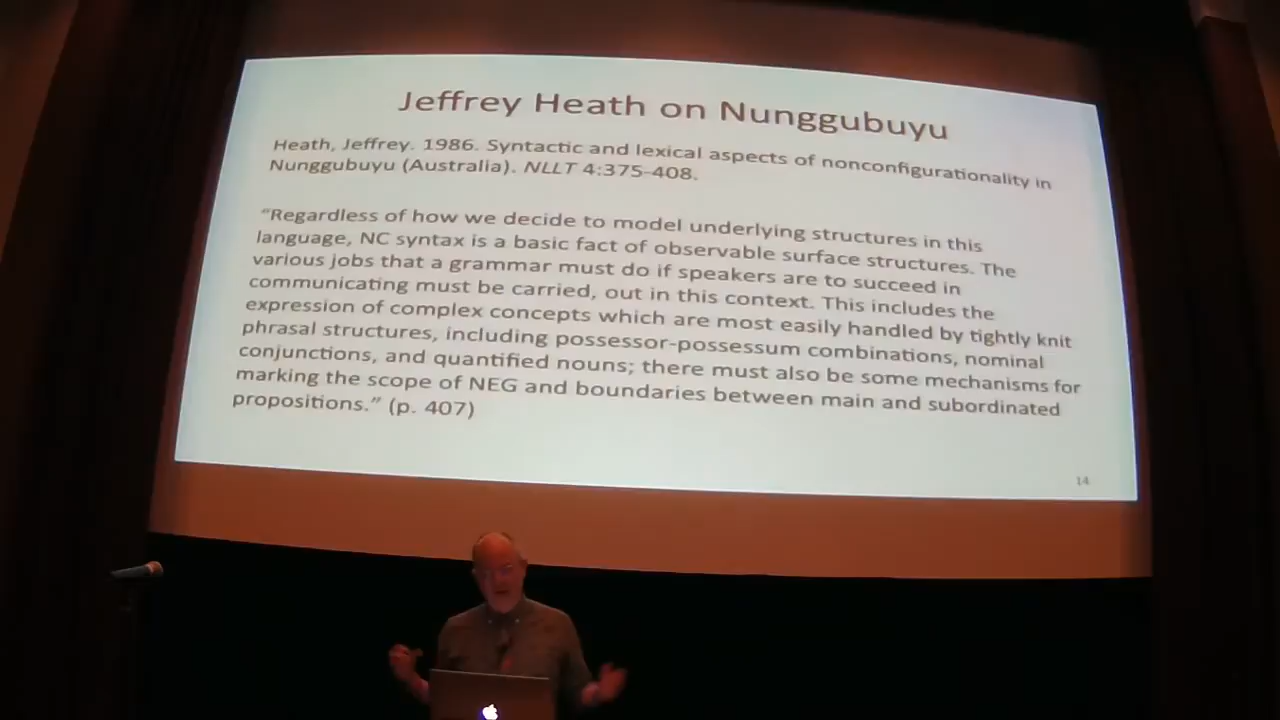 Jeffrey Heath on Nunggubuyu
Heath, Jeffrey. 1986. Syntactic and lexical aspects of nonconfigurationality in
Nunggubuyu (Australia). NLLT 4:375-408.
“Regardless of how we decide to model underlying structures in this
language, NC syntax is a basic fact of observable surface structures. The
various jobs that a grammar must do if speakers are to succeed in
communicating must be carried, out in this context. This includes the
expression of complex concepts which are most easily handled by tightly knit
phrasal structures, including possessor-possessum combinations, nominal
conjunctions, and quantified nouns; there must also be some mechanisms for
marking the scope of NEG and boundaries between main and subordinated
propositions.” (p. 407)
14